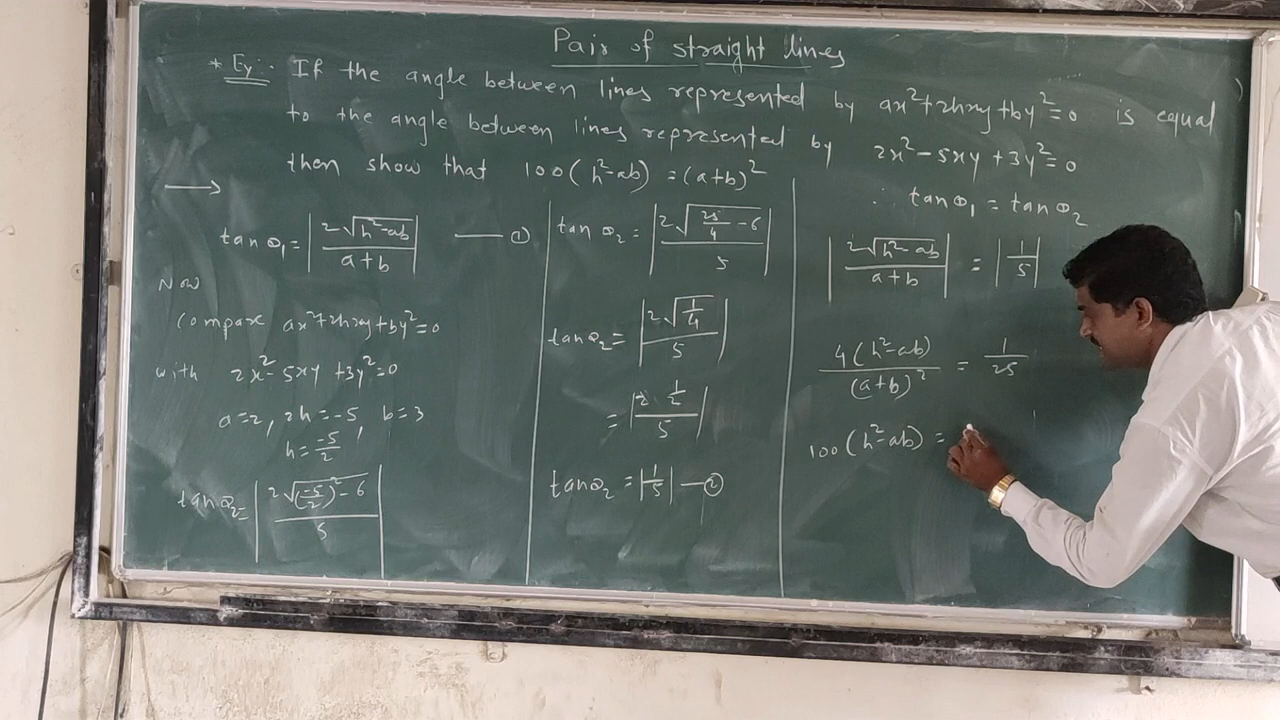 Pair of straight lines
* Ex:- If the angle between lines represented by ax²+2hxy+by²=0 is equal
to the angle between lines represented by 2x²-5xy+3y²=0
then show that 100(h²-ab)=(a+b)²
→
tanθ₁ = |2√(h²-ab) / (a+b)| —— ①
Now
Compare ax²+2hxy+by²=0
with 2x²-5xy+3y²=0
a=2, 2h=-5, b=3
h=-5/2
tanθ₂= |2√((-5/2)²-6) / 5|
tanθ₂ = |2√(25/4 -6) / 5|
tanθ₂= |2√(1/4) / 5|
= |2·1/2 / 5|
tanθ₂ = |1/5| —②
∴ tanθ₁ = tanθ₂
|2√(h²-ab) / (a+b)| = |1/5|
4(h²-ab) / (a+b)² = 1/25
100(h²-ab) =